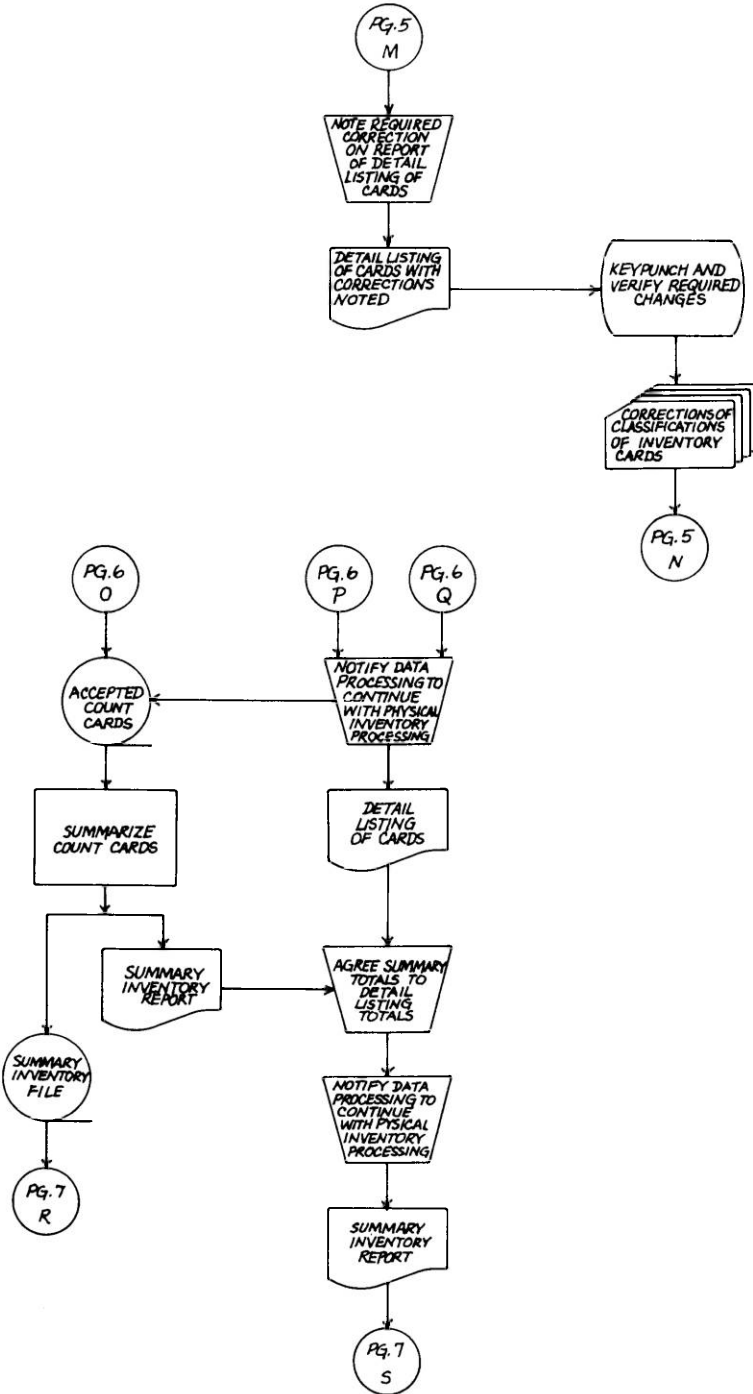 PG.5
M
NOTE REQUIRED
CORRECTION
ON REPORT
OF DETAIL
LISTING OF
CARDS
DETAIL LISTING
OF CARDS WITH
CORRECTIONS
NOTED
KEYPUNCH AND
VERIFY REQUIRED
CHANGES
CORRECTIONS OF
CLASSIFICATIONS
OF INVENTORY
CARDS
PG.5
N
PG.6
O
PG.6
P
PG.6
Q
ACCEPTED
COUNT
CARDS
NOTIFY DATA
PROCESSING TO
CONTINUE
WITH PHYSICAL
INVENTORY
PROCESSING
SUMMARIZE
COUNT CARDS
DETAIL
LISTING
OF CARDS
SUMMARY
INVENTORY
REPORT
AGREE SUMMARY
TOTALS TO
DETAIL
LISTING
TOTALS
SUMMARY
INVENTORY
FILE
NOTIFY DATA
PROCESSING TO
CONTINUE
WITH PYSICAL
INVENTORY
PROCESSING
PG.7
R
SUMMARY
INVENTORY
REPORT
PG.7
S